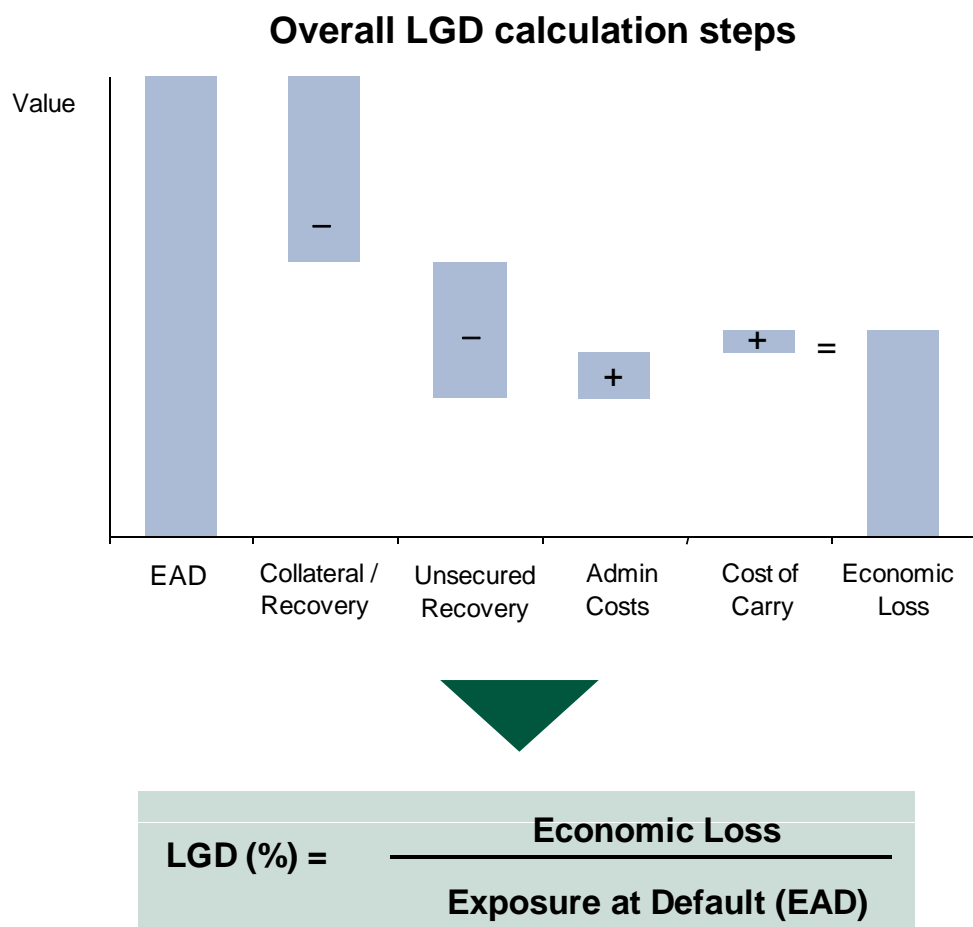 Overall LGD calculation steps
Value
–
–
+
+
=
EAD
Collateral /
Recovery
Unsecured
Recovery
Admin
Costs
Cost of
Carry
Economic
Loss
LGD (%) =
Economic Loss
Exposure at Default (EAD)